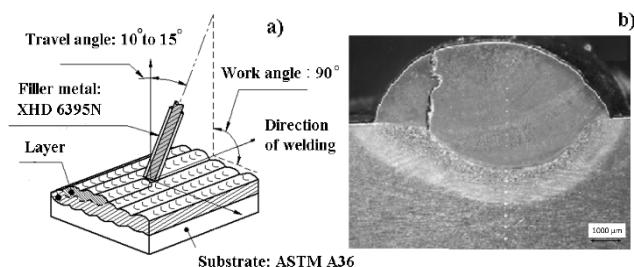 a)
b)
Travel angle: 10° to 15°
Work angle : 90°
Filler metal:
XHD 6395N
Direction
of welding
Layer
Substrate: ASTM A36
1000 µm